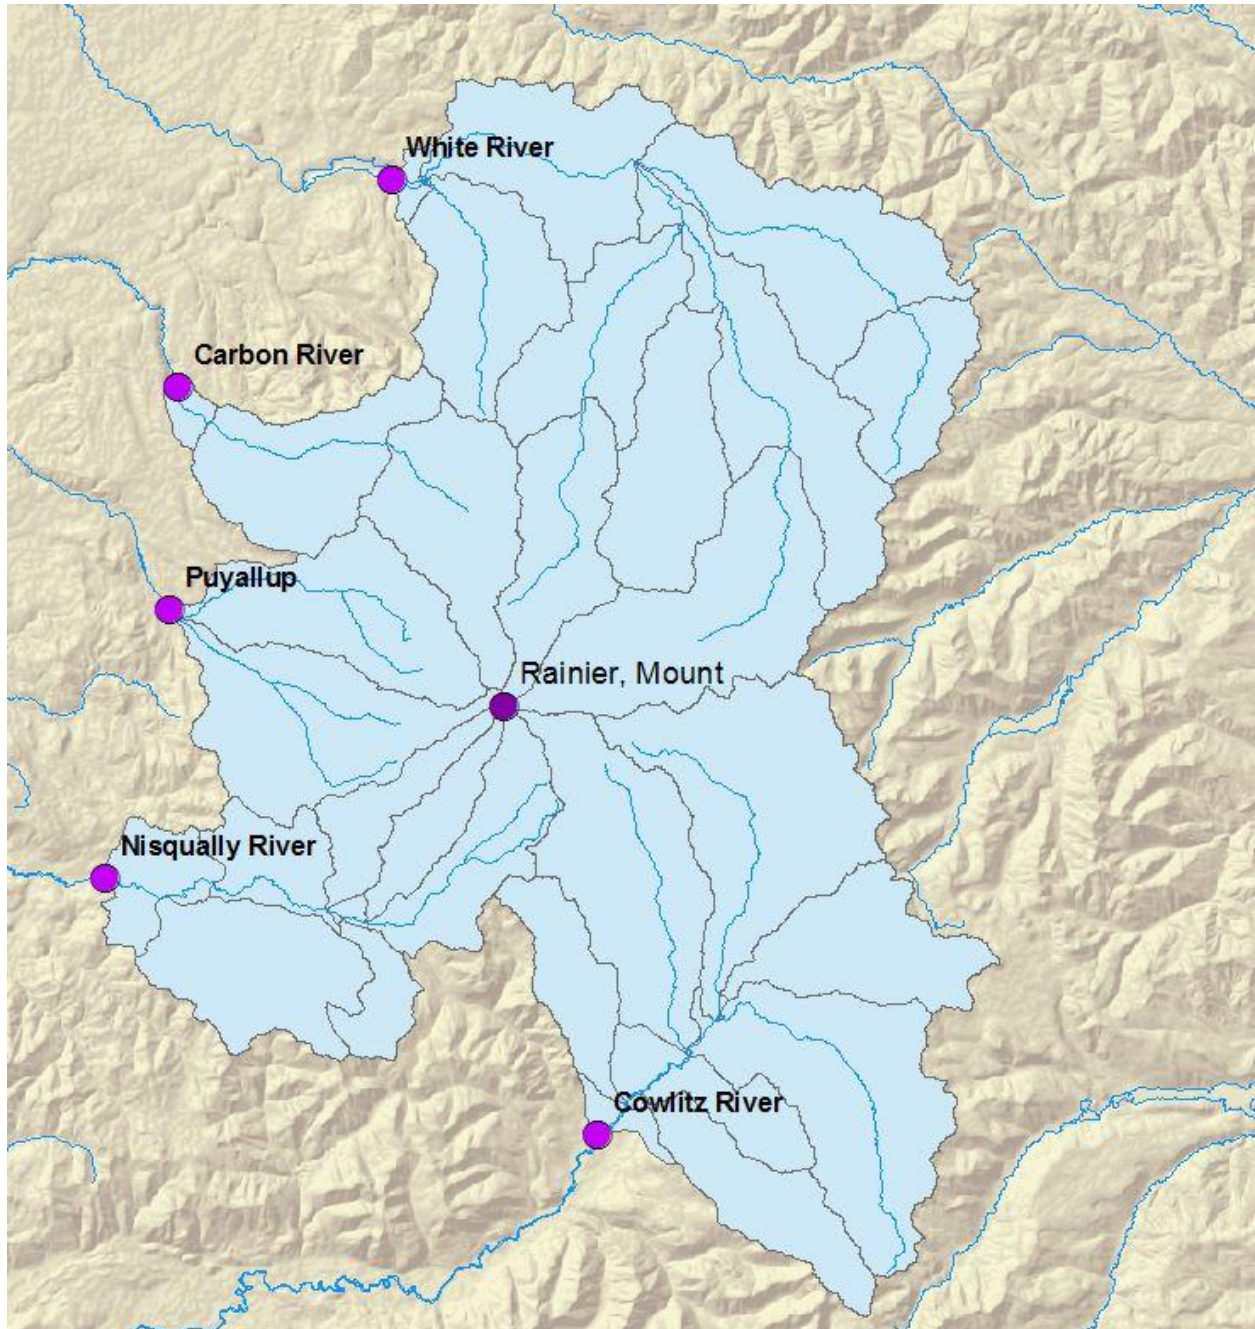 White River
Carbon River
Puyallup
Rainier, Mount
Nisqually River
Cowlitz River